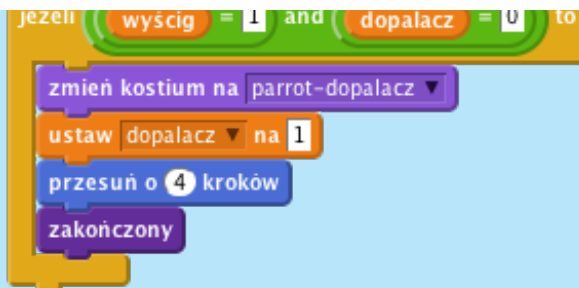 jeżeli wyścig = 1 and dopalacz = 0 to
zmień kostium na parrot-dopalacz
ustaw dopalacz na 1
przesuń o 4 kroków
zakończony